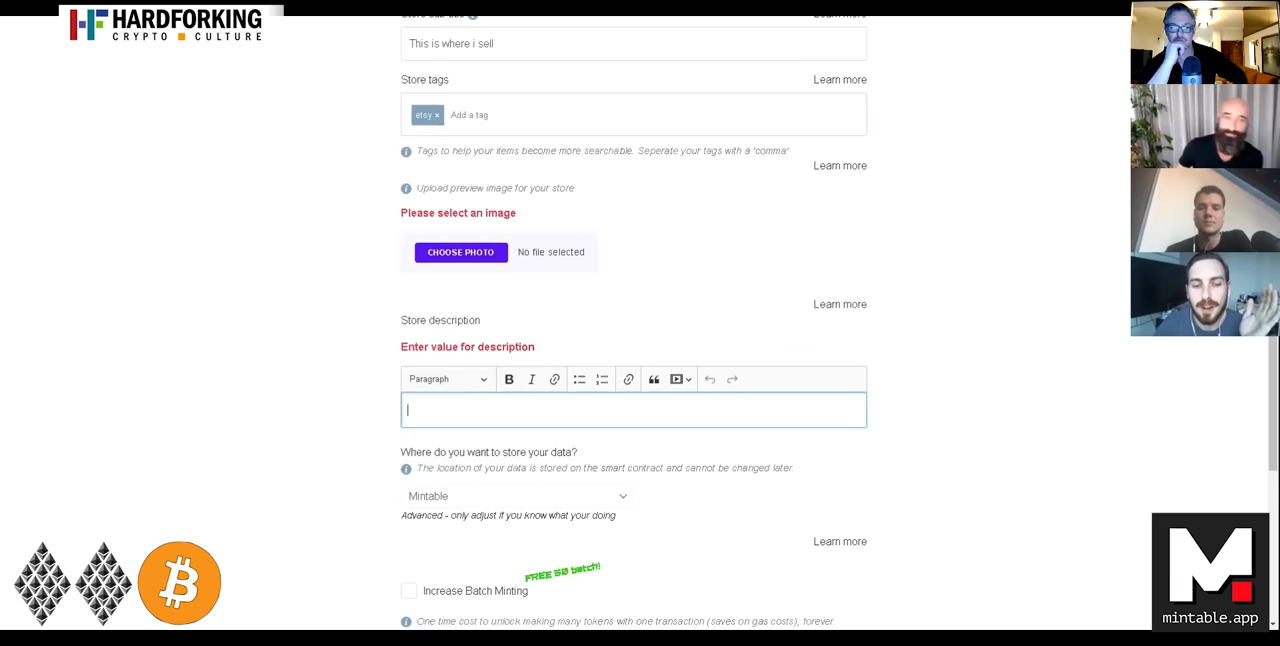 HARDFORKING
CRYPTO CULTURE
Learn more
This is where i sell
Store tags
Learn more
etsy × Add a tag
Tags to help your items become more searchable. Seperate your tags with a 'comma'
Learn more
Upload preview image for your store
Please select an image
CHOOSE PHOTO No file selected
Learn more
Store description
Enter value for description
Paragraph B I
Where do you want to store your data?
The location of your data is stored on the smart contract and cannot be changed later.
Mintable
Advanced - only adjust if you know what your doing
Learn more
FREE 50 batch!
Increase Batch Minting
One time cost to unlock making many tokens with one transaction (saves on gas costs), forever.
mintable.app